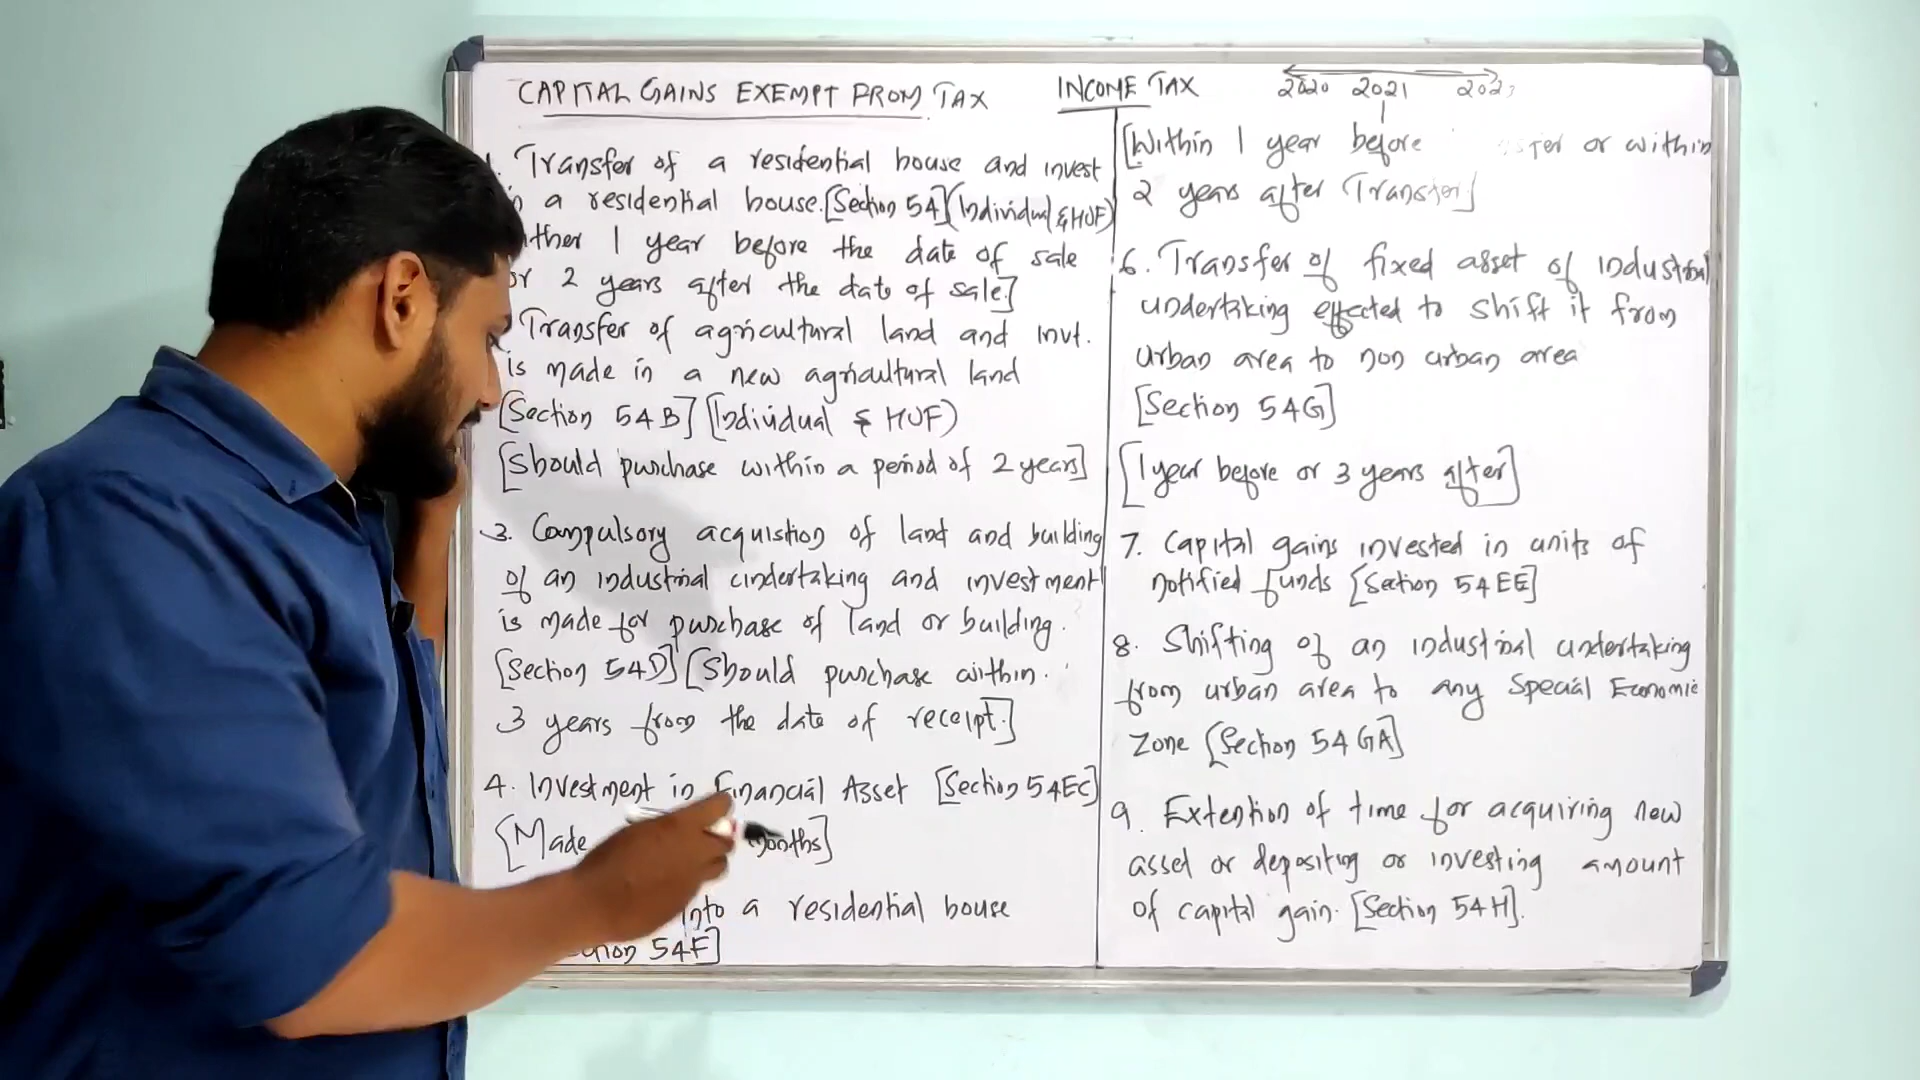 CAPITAL GAINS EXEMPT FROM TAX
INCOME TAX
2020 2021 2023
Transfer of a residential house and invest
a residential house. [Section 54] (Individual & HUF)
1 year before the date of sale
or 2 years after the date of sale.]
Transfer of agricultural land and invt.
is made in a new agricultural land
[Section 54B] [Individual & HUF)
[Should purchase within a period of 2 years]
3. Compulsory acquistion of land and building
of an industrial undertaking and investment
is made for purchase of land or building.
[Section 54D] [Should purchase within
3 years from the date of receipt.]
4. Investment in Financial Asset [Section 54EC]
[Made months]
into a residential house
54F]
[Within 1 year before or within
2 years after Transfer]
6. Transfer of fixed asset of industrial
undertaking effected to shift it from
urban area to non urban area
[Section 54G]
[1 year before or 3 years after]
7. Capital gains invested in units of
notified funds [Section 54EE]
8. Shifting of an industrial undertaking
from urban area to any Special Economic
Zone [Section 54GA]
9. Extention of time for acquiring new
asset or depositing or investing amount
of capital gain. [Section 54H].